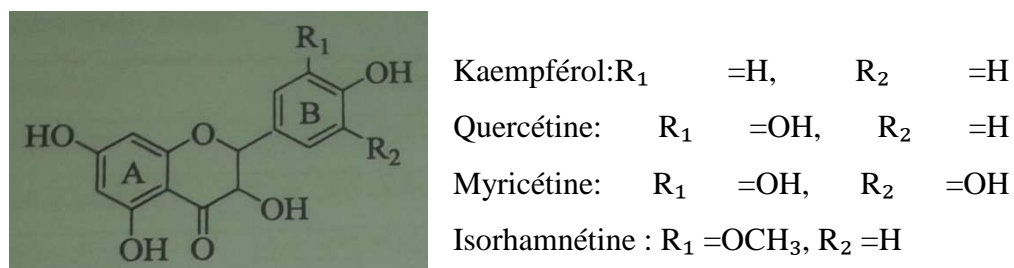 R₁
OH
B
HO
O
R₂
A
OH
OH
O
Kaempférol:R₁ =H, R₂ =H
Quercétine: R₁ =OH, R₂ =H
Myricétine: R₁ =OH, R₂ =OH
Isorhamnétine : R₁ =OCH₃, R₂ =H